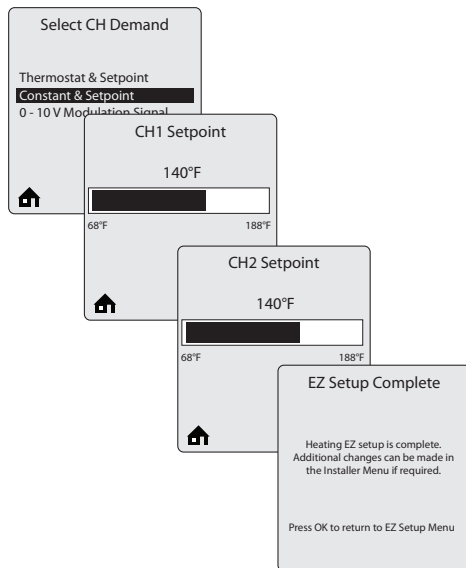 Select CH Demand
Thermostat & Setpoint
Constant & Setpoint
0 - 10 V Modulation Signal
CH1 Setpoint
140°F
68°F 188°F
CH2 Setpoint
140°F
68°F 188°F
EZ Setup Complete
Heating EZ setup is complete.
Additional changes can be made in
the Installer Menu if required.
Press OK to return to EZ Setup Menu